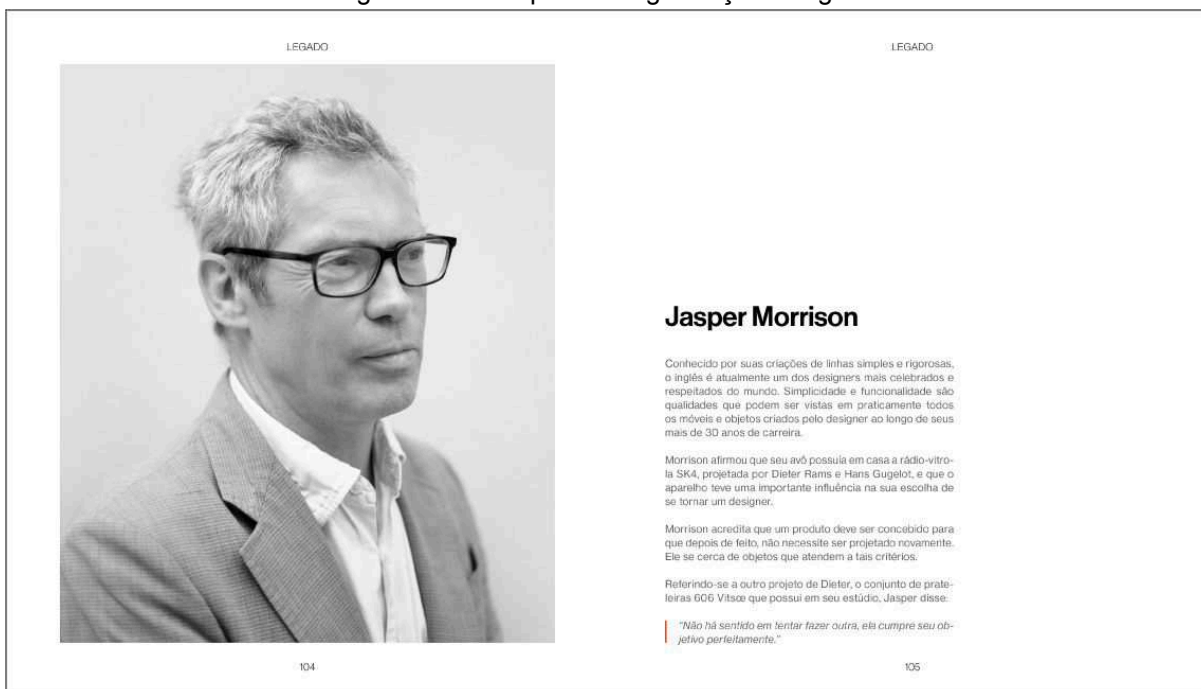 LEGADO
104
LEGADO
Jasper Morrison
Conhecido por suas criações de linhas simples e rigorosas,
o inglês é atualmente um dos designers mais celebrados e
respeitados do mundo. Simplicidade e funcionalidade são
qualidades que podem ser vistas em praticamente todos
os móveis e objetos criados pelo designer ao longo de seus
mais de 30 anos de carreira.
Morrison afirmou que seu avô possuía em casa a rádio-vitro-
la SK4, projetada por Dieter Rams e Hans Gugelot, e que o
aparelho teve uma importante influência na sua escolha de
se tornar um designer.
Morrison acredita que um produto deve ser concebido para
que depois de feito, não necessite ser projetado novamente.
Ele se cerca de objetos que atendem a tais critérios.
Referindo-se a outro projeto de Dieter, o conjunto de prate-
leiras 606 Vitsœ que possui em seu estúdio, Jasper disse:
"Não há sentido em tentar fazer outra, ela cumpre seu ob-
jetivo perfeitamente."
105